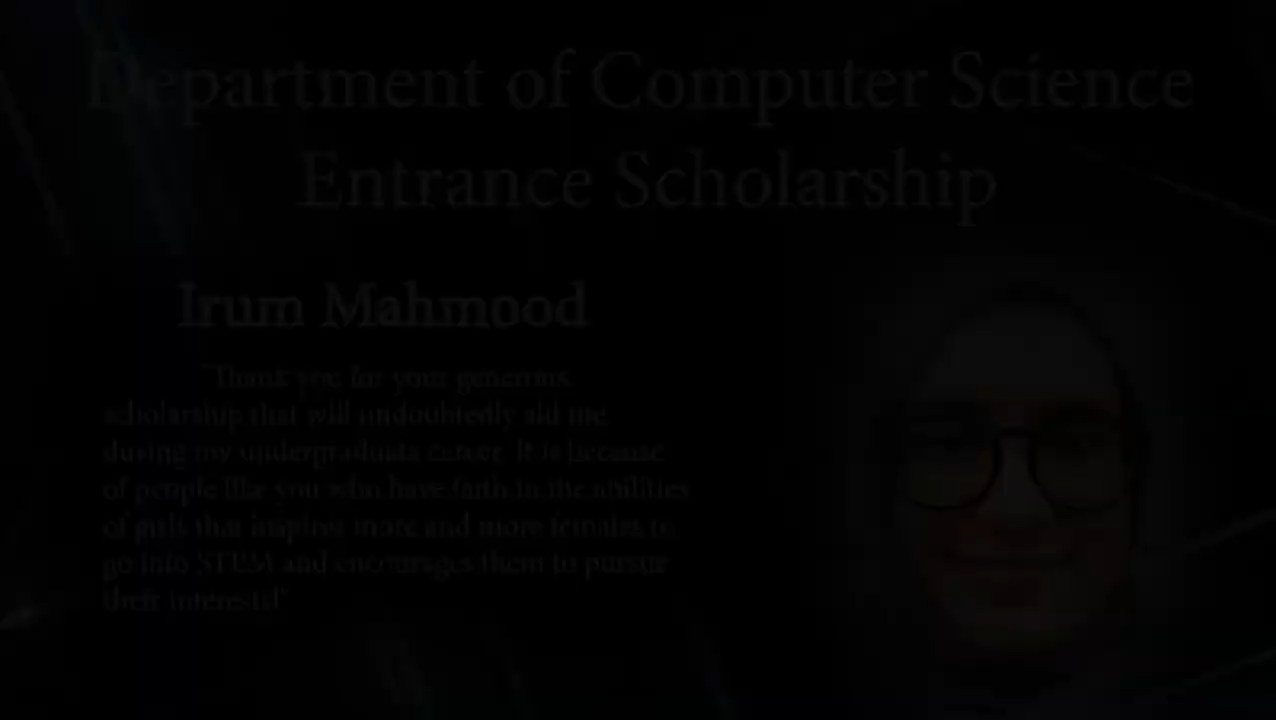 Department of Computer Science
Entrance Scholarship
Irum Mahmood
"Thank you for your generous
scholarship that will undoubtedly aid me
during my undergraduate career. It is because
of people like you who have faith in the abilities
of girls that inspires more and more females to
go into STEM and encourages them to pursue
their interests!"